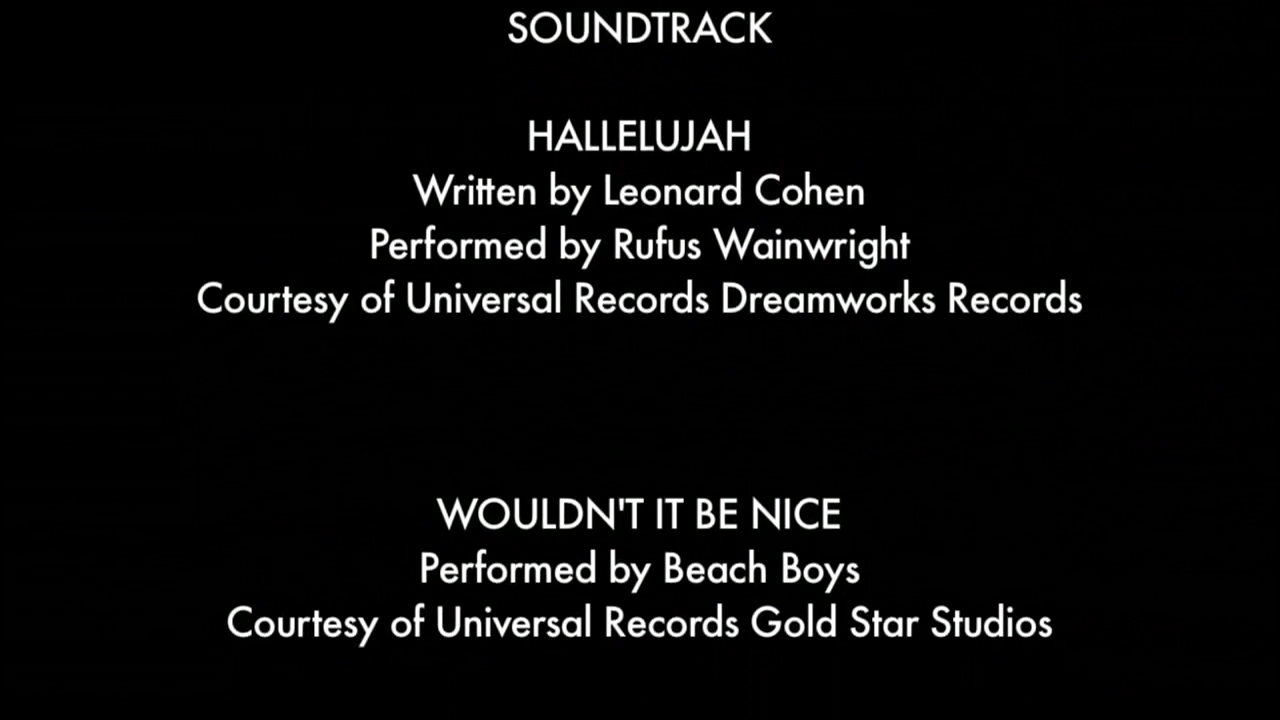 SOUNDTRACK
HALLELUJAH
Written by Leonard Cohen
Performed by Rufus Wainwright
Courtesy of Universal Records Dreamworks Records
WOULDN'T IT BE NICE
Performed by Beach Boys
Courtesy of Universal Records Gold Star Studios